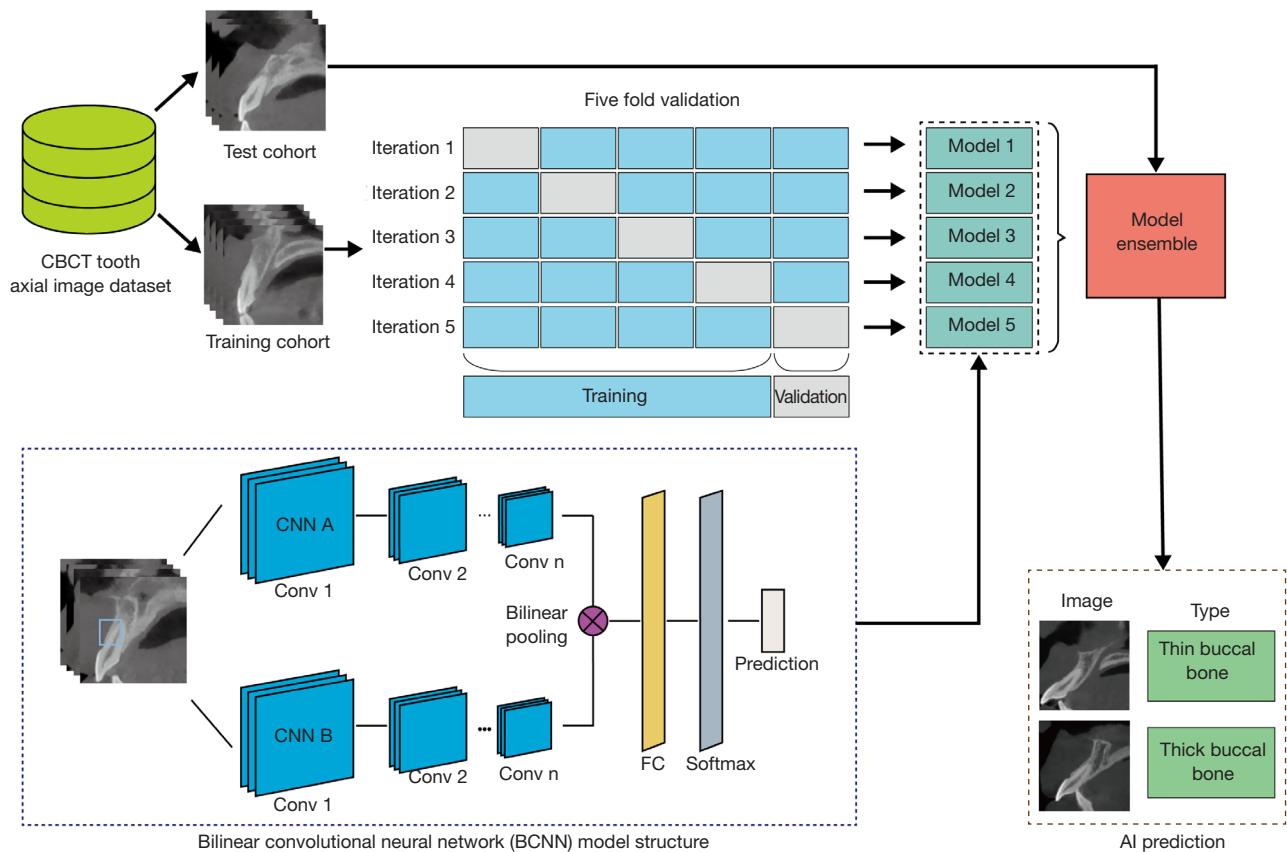 Five fold validation
Test cohort
CBCT tooth
axial image dataset
Training cohort
Iteration 1
Iteration 2
Iteration 3
Iteration 4
Iteration 5
Model 1
Model 2
Model 3
Model 4
Model 5
Model
ensemble
Training
Validation
CNN A
Conv 1
Conv 2
...
Conv n
Bilinear
pooling
CNN B
Conv 1
Conv 2
...
Conv n
FC
Softmax
Prediction
Bilinear convolutional neural network (BCNN) model structure
Image
Type
Thin buccal
bone
Thick buccal
bone
AI prediction